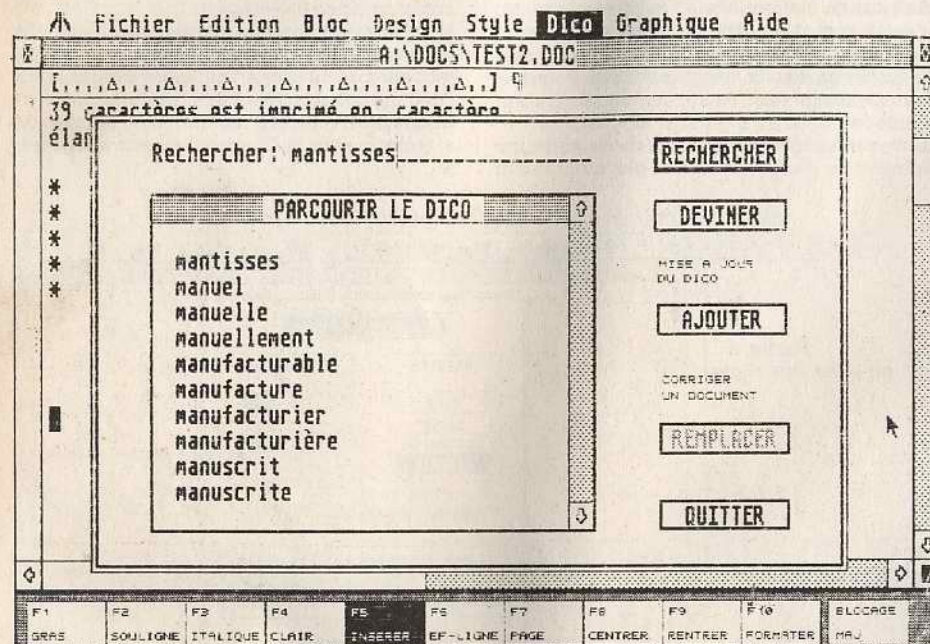 Fichier Edition Bloc Design Style Dico Graphique Aide
A:\DOCS\TEST2.DOC
39 caractères est imprimé en caractère
élar
Rechercher: mantisses
RECHERCHER
PARCOURIR LE DICO
DEVINER
mantisses
manuel
manuelle
manuellement
manufacturable
manufacture
manufacturier
manufacturière
manuscrit
manuscrite
MISE A JOUR
DU DICO
AJOUTER
CORRIGER
UN DOCUMENT
REMPLACER
QUITTER
F1 F2 F3 F4 F5 F6 F7 F8 F9 F10 BLOCAGE
GRAS SOULIGNE ITALIQUE CLAIR INSERER EF-LIGNE PAGE CENTRER RENTRER FORMATER MAJ